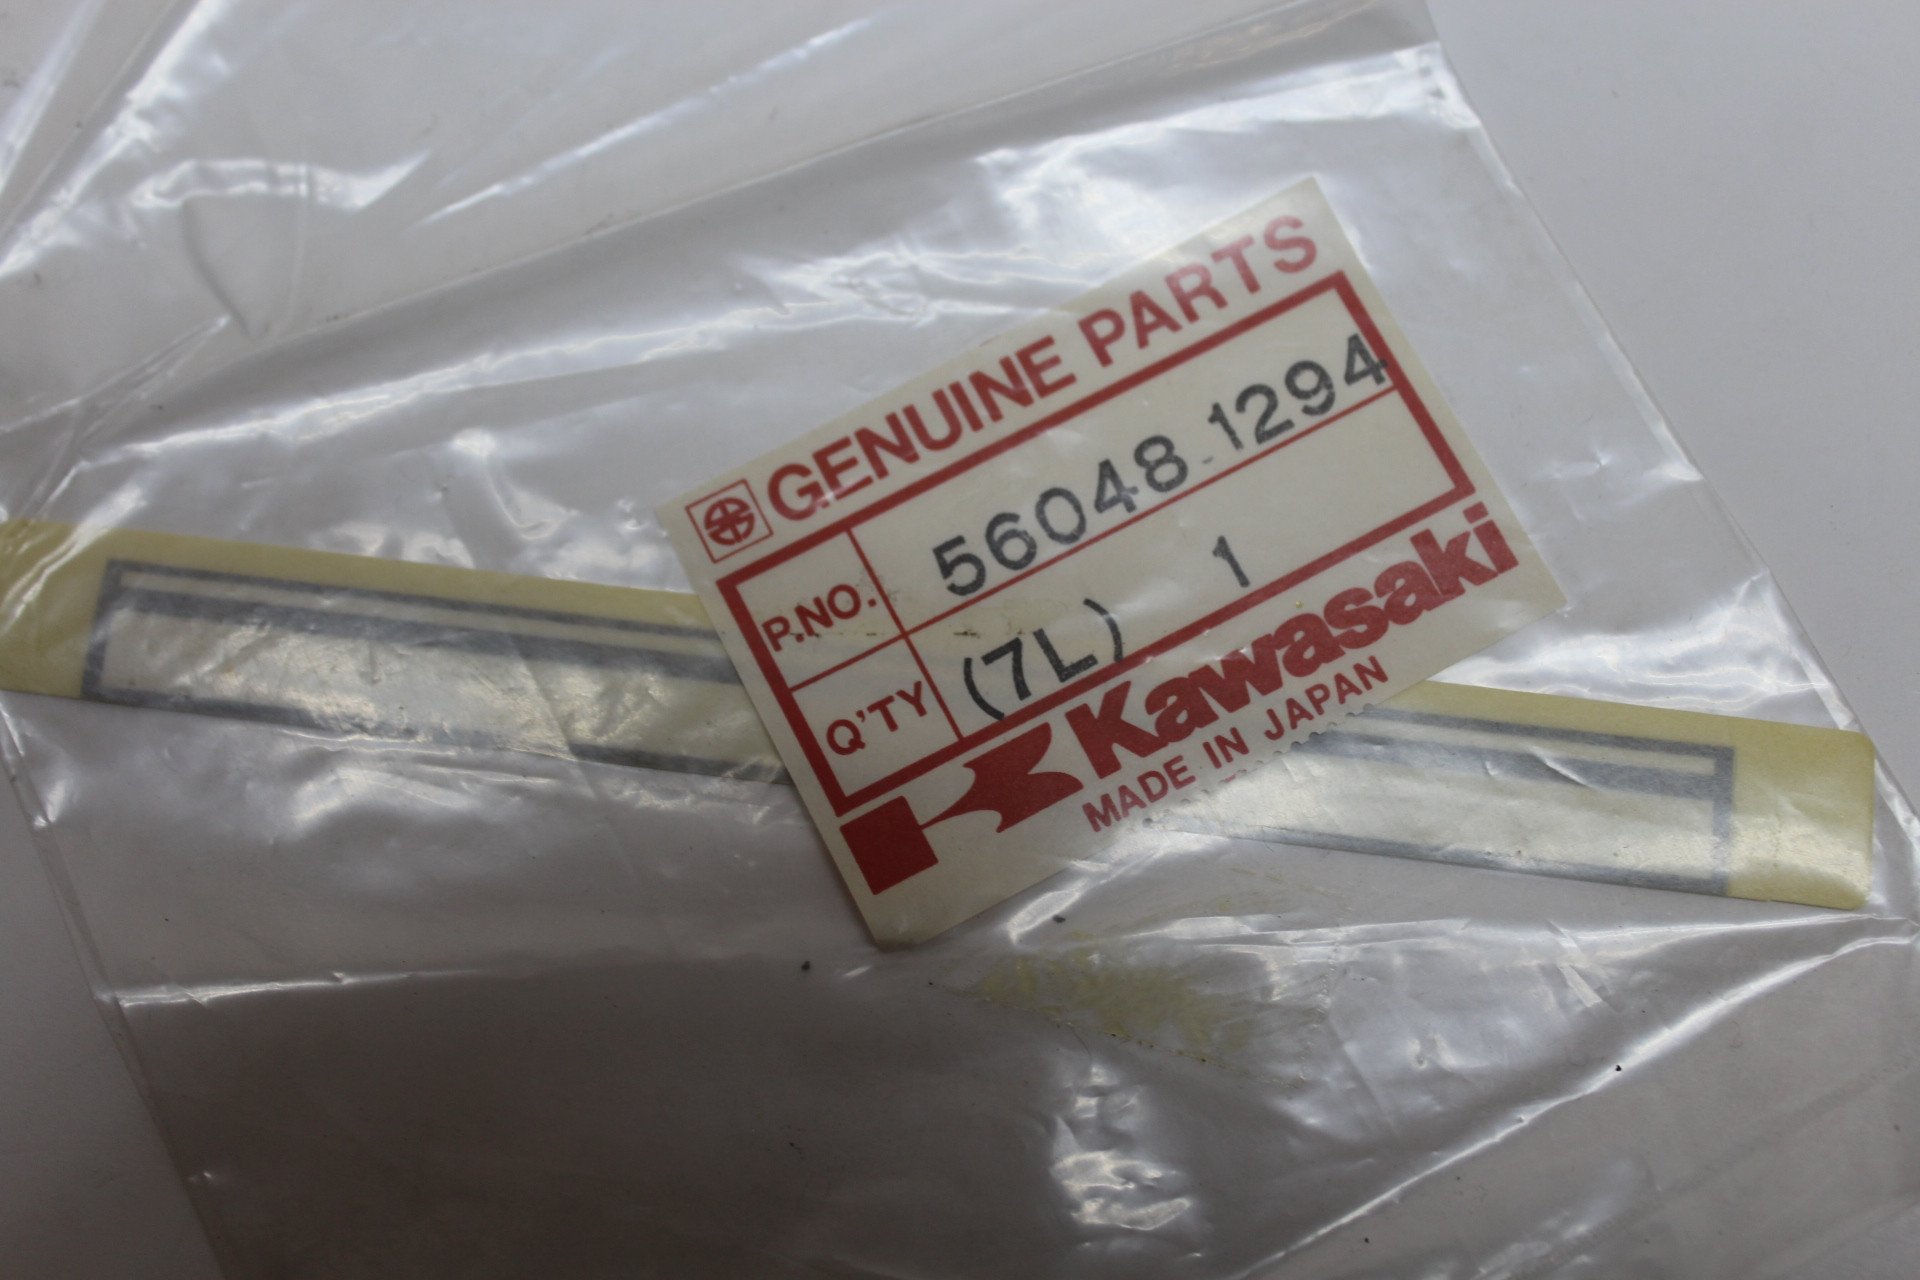 GENUINE PARTS
P.NO. 56048-1294
Q'TY (7L) 1
Kawasaki
MADE IN JAPAN